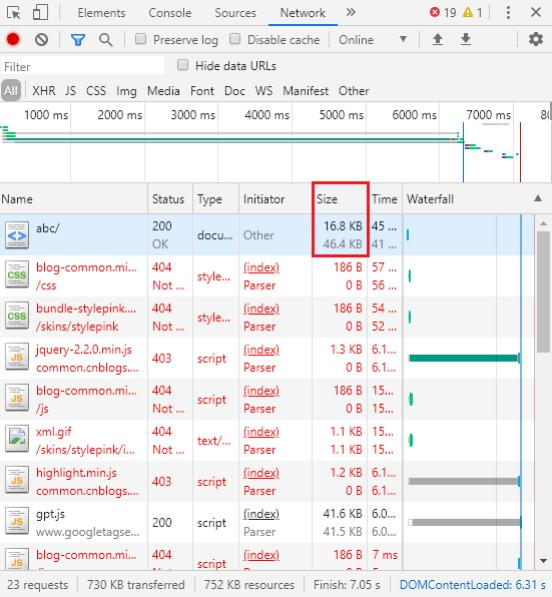 Elements Console Sources Network » 19 1
Preserve log Disable cache Online
Filter Hide data URLs
All XHR JS CSS Img Media Font Doc WS Manifest Other
1000 ms 2000 ms 3000 ms 4000 ms 5000 ms 6000 ms 7000 ms
Name Status Type Initiator Size Time Waterfall
abc/ 200 docu... Other 16.8 KB 45 ...
OK 46.4 KB 41 ...
blog-common.mi... 404 style... (index) 186 B 57 ...
/css Not ... Parser 0 B 56 ...
bundle-stylepink.... 404 style... (index) 186 B 54 ...
/skins/stylepink Not ... Parser 0 B 52 ...
jquery-2.2.0.min.js 403 script (index) 1.3 KB 6.1...
common.cnblogs.... Parser 0 B 6.1...
blog-common.mi... 404 script (index) 186 B 15...
/js Not ... Parser 0 B 15...
xml.gif 404 text/... (index) 1.1 KB 15...
/skins/stylepink/i... Not ... Parser 1.1 KB 15...
highlight.min.js 403 script (index) 1.2 KB 6.1...
common.cnblogs.... Parser 0 B 6.1...
gpt.js 200 script (index) 41.6 KB 6.0...
www.googletagse... Parser 41.5 KB 6.0...
blog-common.mi... 404 script (index) 186 B 7 ms
23 requests 730 KB transferred 752 KB resources Finish: 7.05 s DOMContentLoaded: 6.31 s